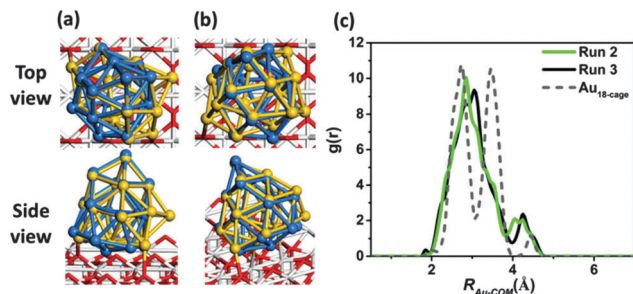 (a)
(b)
(c)
Top
view
Side
view
12
10
8
6
4
2
0
g(r)
Run 2
Run 3
Au18-cage
2
4
6
R Au-COM(Å)